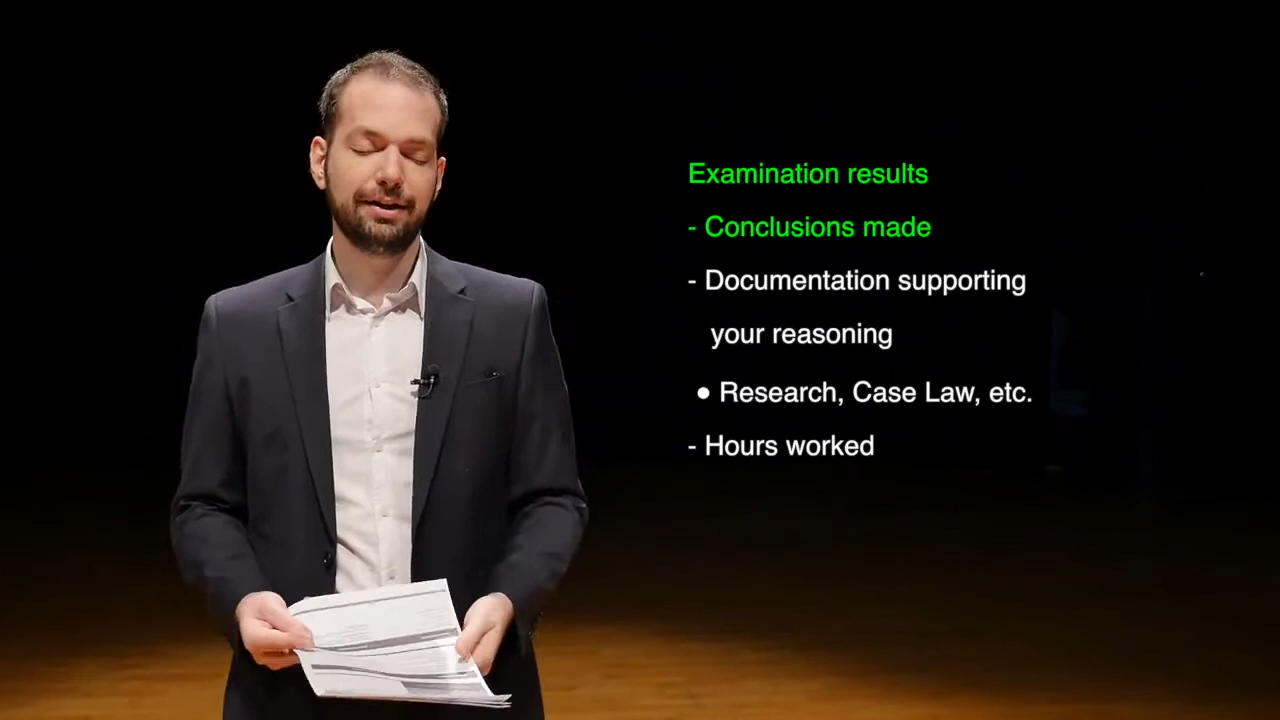 Examination results
- Conclusions made
- Documentation supporting
your reasoning
• Research, Case Law, etc.
- Hours worked